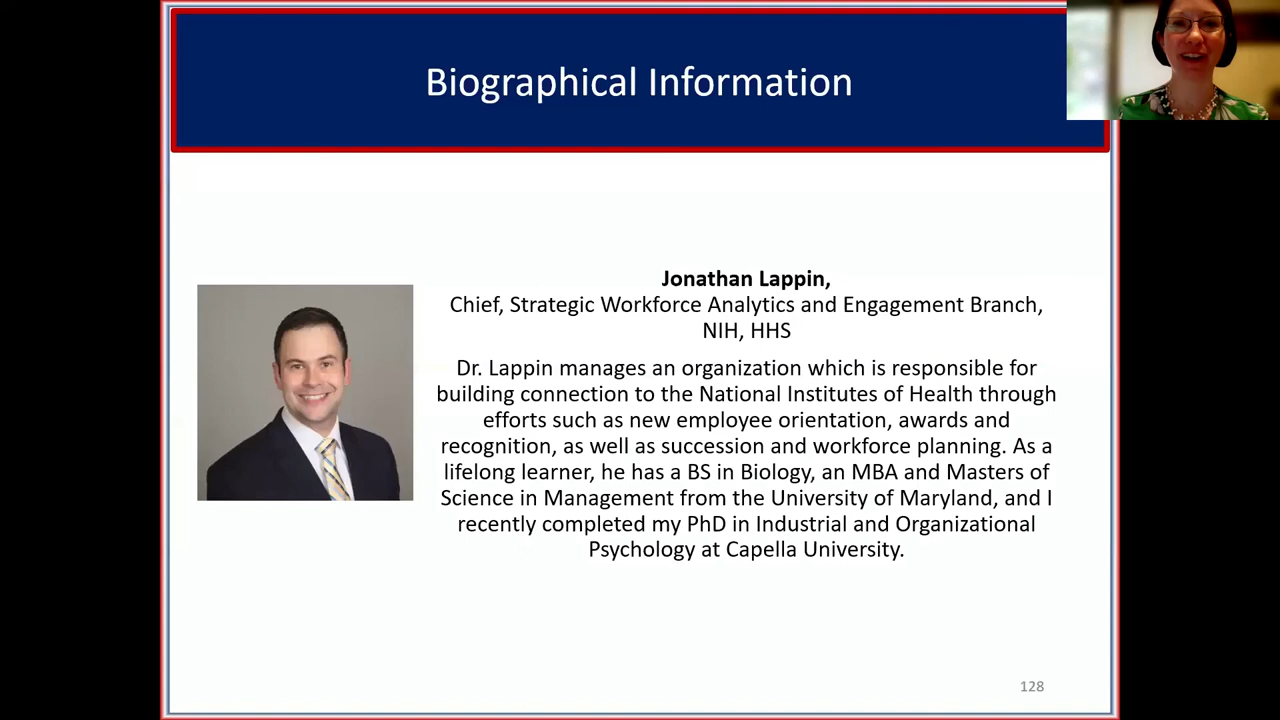 Biographical Information
Jonathan Lappin,
Chief, Strategic Workforce Analytics and Engagement Branch,
NIH, HHS
Dr. Lappin manages an organization which is responsible for
building connection to the National Institutes of Health through
efforts such as new employee orientation, awards and
recognition, as well as succession and workforce planning. As a
lifelong learner, he has a BS in Biology, an MBA and Masters of
Science in Management from the University of Maryland, and I
recently completed my PhD in Industrial and Organizational
Psychology at Capella University.
128